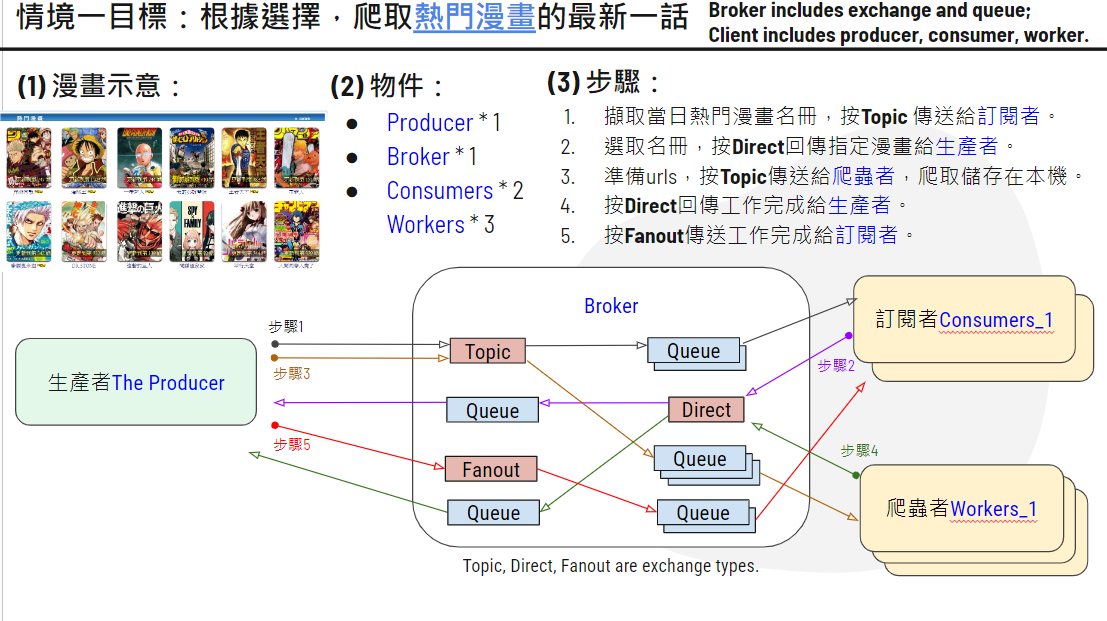 情境一目標：根據選擇，爬取熱門漫畫的最新一話
Broker includes exchange and queue;
Client includes producer, consumer, worker.
(1) 漫畫示意：
熱門漫畫
(2) 物件：
● Producer * 1
● Broker * 1
● Consumers * 2
Workers * 3
(3) 步驟：
1. 擷取當日熱門漫畫名冊，按Topic 傳送給訂閱者。
2. 選取名冊，按Direct回傳指定漫畫給生產者。
3. 準備urls，按Topic傳送給爬蟲者，爬取儲存在本機。
4. 按Direct回傳工作完成給生產者。
5. 按Fanout傳送工作完成給訂閱者。
Broker
步驟1
訂閱者Consumers_1
Topic
Queue
步驟2
步驟3
生產者The Producer
Queue
Direct
步驟5
步驟4
Queue
Fanout
Queue
Queue
爬蟲者Workers_1
Topic, Direct, Fanout are exchange types.